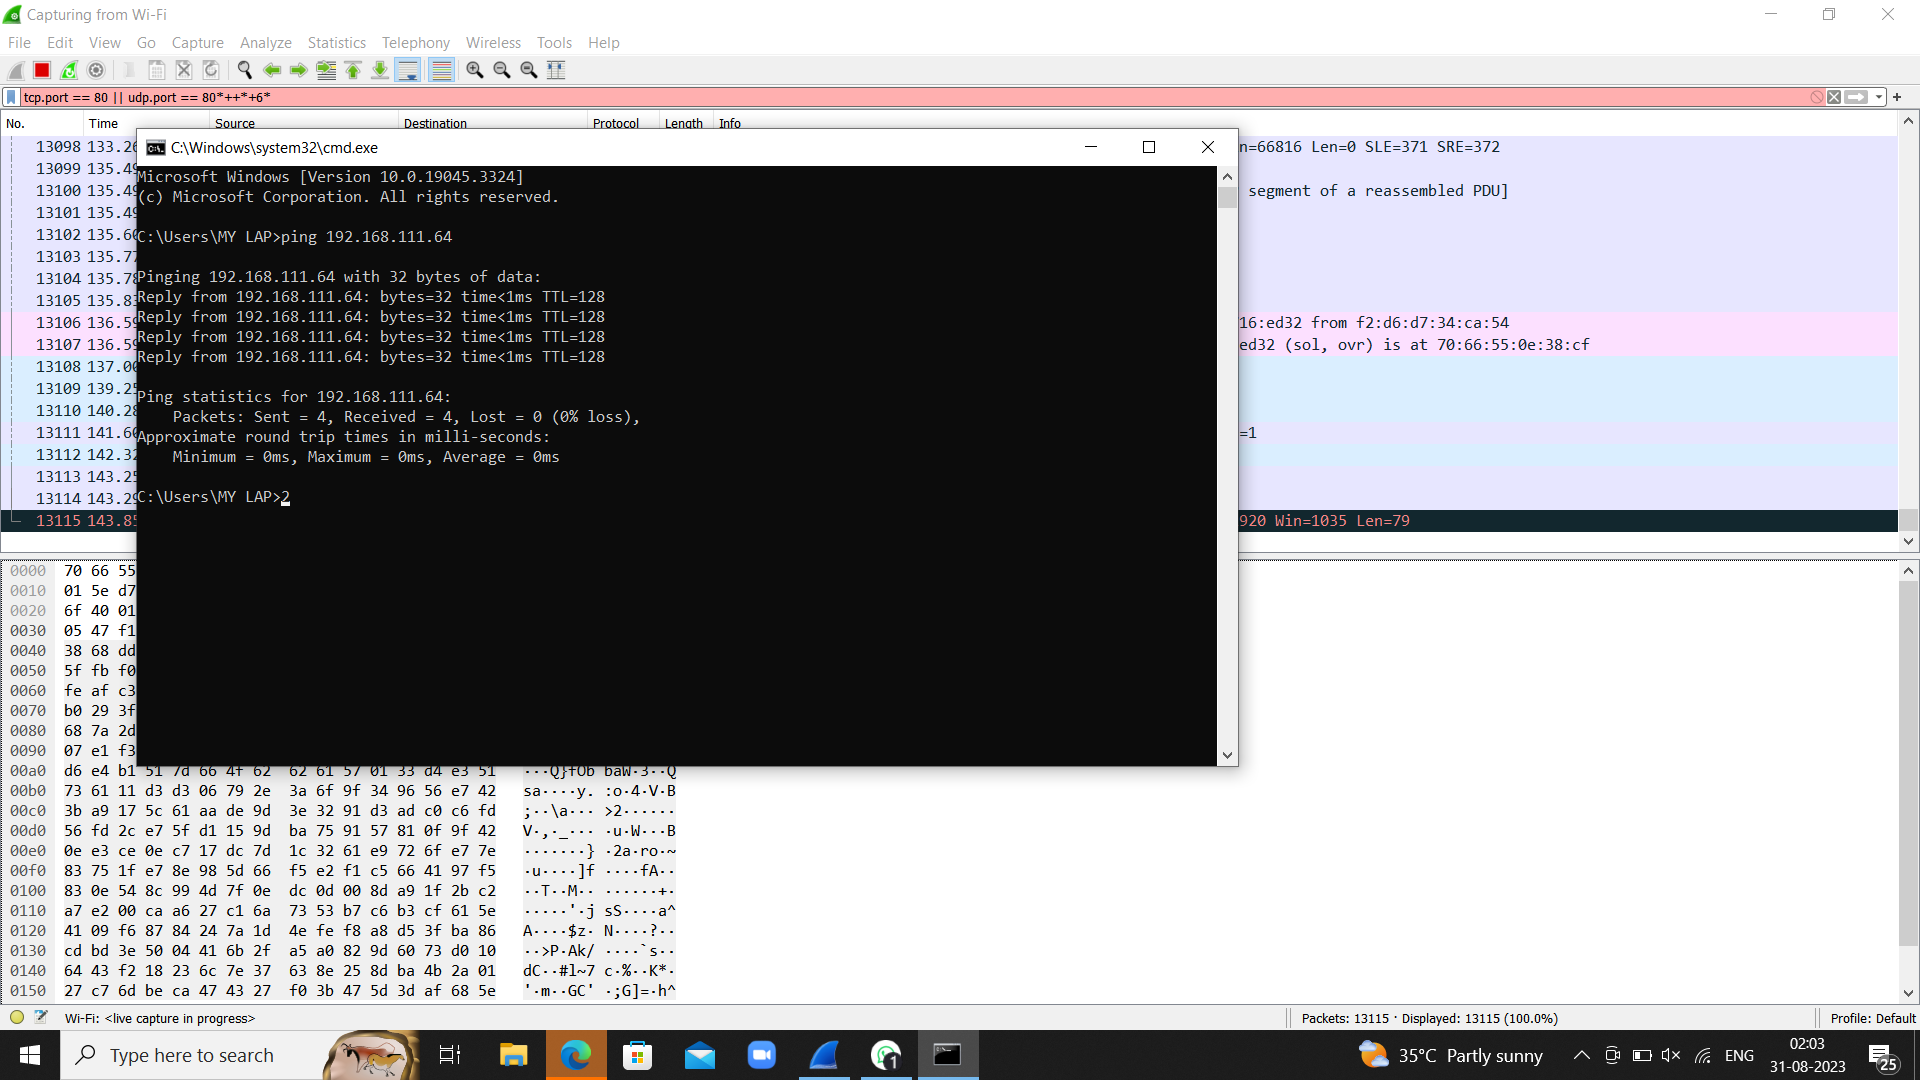 Capturing from Wi-Fi
File Edit View Go Capture Analyze Statistics Telephony Wireless Tools Help
tcp.port == 80 || udp.port == 80*++*+6*
No. Time Source Destination Protocol Length Info
C:\Windows\system32\cmd.exe
Microsoft Windows [Version 10.0.19045.3324]
(c) Microsoft Corporation. All rights reserved.
C:\Users\MY LAP>ping 192.168.111.64
Pinging 192.168.111.64 with 32 bytes of data:
Reply from 192.168.111.64: bytes=32 time<1ms TTL=128
Reply from 192.168.111.64: bytes=32 time<1ms TTL=128
Reply from 192.168.111.64: bytes=32 time<1ms TTL=128
Reply from 192.168.111.64: bytes=32 time<1ms TTL=128
Ping statistics for 192.168.111.64:
Packets: Sent = 4, Received = 4, Lost = 0 (0% loss),
Approximate round trip times in milli-seconds:
Minimum = 0ms, Maximum = 0ms, Average = 0ms
C:\Users\MY LAP>2
13098 133.26 n=66816 Len=0 SLE=371 SRE=372
13099 135.49
13100 135.49 segment of a reassembled PDU]
13101 135.49
13102 135.60
13103 135.77
13104 135.78
13105 135.83
13106 136.59 16:ed32 from f2:d6:d7:34:ca:54
13107 136.59 ed32 (sol, ovr) is at 70:66:55:0e:38:cf
13108 137.00
13109 139.25
13110 140.28
13111 141.60 =1
13112 142.32
13113 143.25
13114 143.29
13115 143.85 920 Win=1035 Len=79
0000 70 66 55
0010 01 5e d7
0020 6f 40 01
0030 05 47 f1
0040 38 68 dd
0050 5f fb f0
0060 fe af c3
0070 b0 29 3f
0080 68 7a 2d
0090 07 e1 f3
00a0 d6 e4 b1 51 7d 66 4f 62 62 61 57 01 33 d4 e3 51 ···Q}fOb baW·3··Q
00b0 73 61 11 d3 d3 06 79 2e 3a 6f 9f 34 96 56 e7 42 sa····y. :o·4·V·B
00c0 3b a9 17 5c 61 aa de 9d 3e 32 91 d3 ad c0 c6 fd ;··\a··· >2······
00d0 56 fd 2c e7 5f d1 15 9d ba 75 91 57 81 0f 9f 42 V·,·_··· ·u·W···B
00e0 0e e3 ce 0e c7 17 dc 7d 1c 32 61 e9 72 6f e7 7e ·······} ·2a·ro·~
00f0 83 75 1f e7 8e 98 5d 66 f5 e2 f1 c5 66 41 97 f5 ·u····]f ····fA··
0100 83 0e 54 8c 99 4d 7f 0e dc 0d 00 8d a9 1f 2b c2 ··T··M·· ······+·
0110 a7 e2 00 ca a6 27 c1 6a 73 53 b7 c6 b3 cf 61 5e ·····'·j sS····a^
0120 41 09 f6 87 84 24 7a 1d 4e fe f8 a8 d5 3f ba 86 A····$z· N····?··
0130 cd bd 3e 50 04 41 6b 2f a5 a0 82 9d 60 73 d0 10 ··>P·Ak/ ····`s··
0140 64 43 f2 18 23 6c 7e 37 63 8e 25 8d ba 4b 2a 01 dC··#l~7 c·%··K*·
0150 27 c7 6d be ca 47 43 27 f0 3b 47 5d 3d af 68 5e '·m··GC' ·;G]=·h^
Wi-Fi: <live capture in progress> Packets: 13115 · Displayed: 13115 (100.0%) Profile: Default
Type here to search 1 35°C Partly sunny ENG 02:03
31-08-2023 25